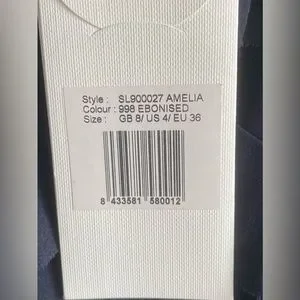 Style : SL900027 AMELIA
Colour : 998 EBONISED
Size : GB 8/ US 4/ EU 36
8 433581 580012